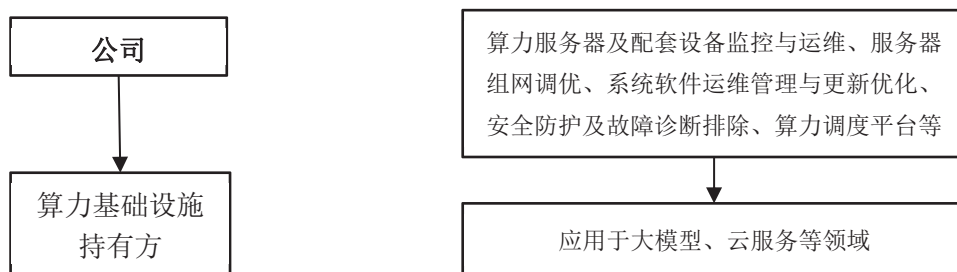 公司
算力基础设施
持有方
算力服务器及配套设备监控与运维、服务器
组网调优、系统软件运维管理与更新优化、
安全防护及故障诊断排除、算力调度平台等
应用于大模型、云服务等领域